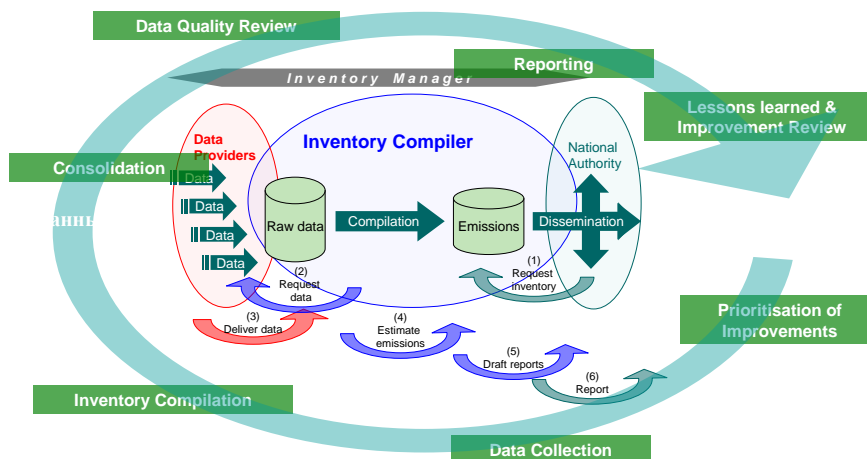 Data Quality Review
Reporting
Inventory Manager
Lessons learned &
Improvement Review
Data
Providers
Inventory Compiler
National
Authority
Consolidation
Data
Data
Data
Data
Raw data
Compilation
Emissions
Dissemination
(1)
Request
inventory
(2)
Request
data
(3)
Deliver data
(4)
Estimate
emissions
(5)
Draft reports
(6)
Report
Prioritisation of
Improvements
Inventory Compilation
Data Collection